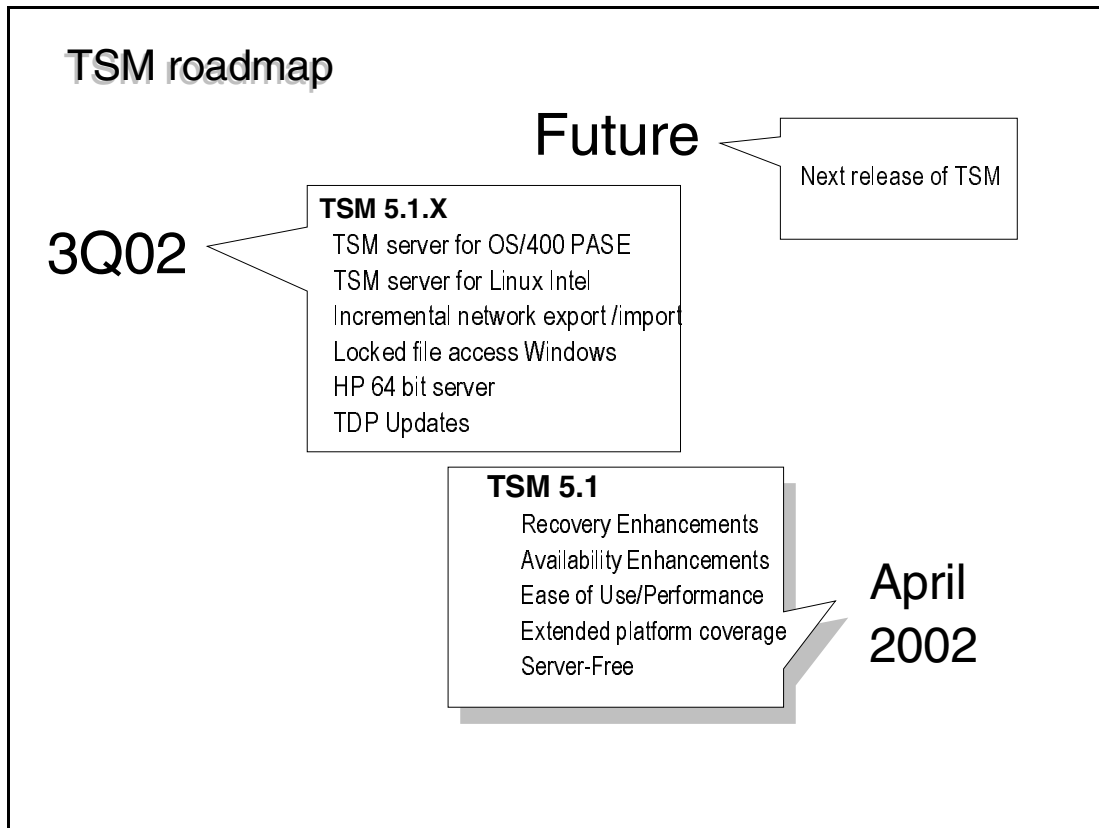 TSM roadmap
Future
Next release of TSM
3Q02
TSM 5.1.X
TSM server for OS/400 PASE
TSM server for Linux Intel
Incremental network export /import
Locked file access Windows
HP 64 bit server
TDP Updates
TSM 5.1
Recovery Enhancements
Availability Enhancements
Ease of Use/Performance
Extended platform coverage
Server-Free
April
2002